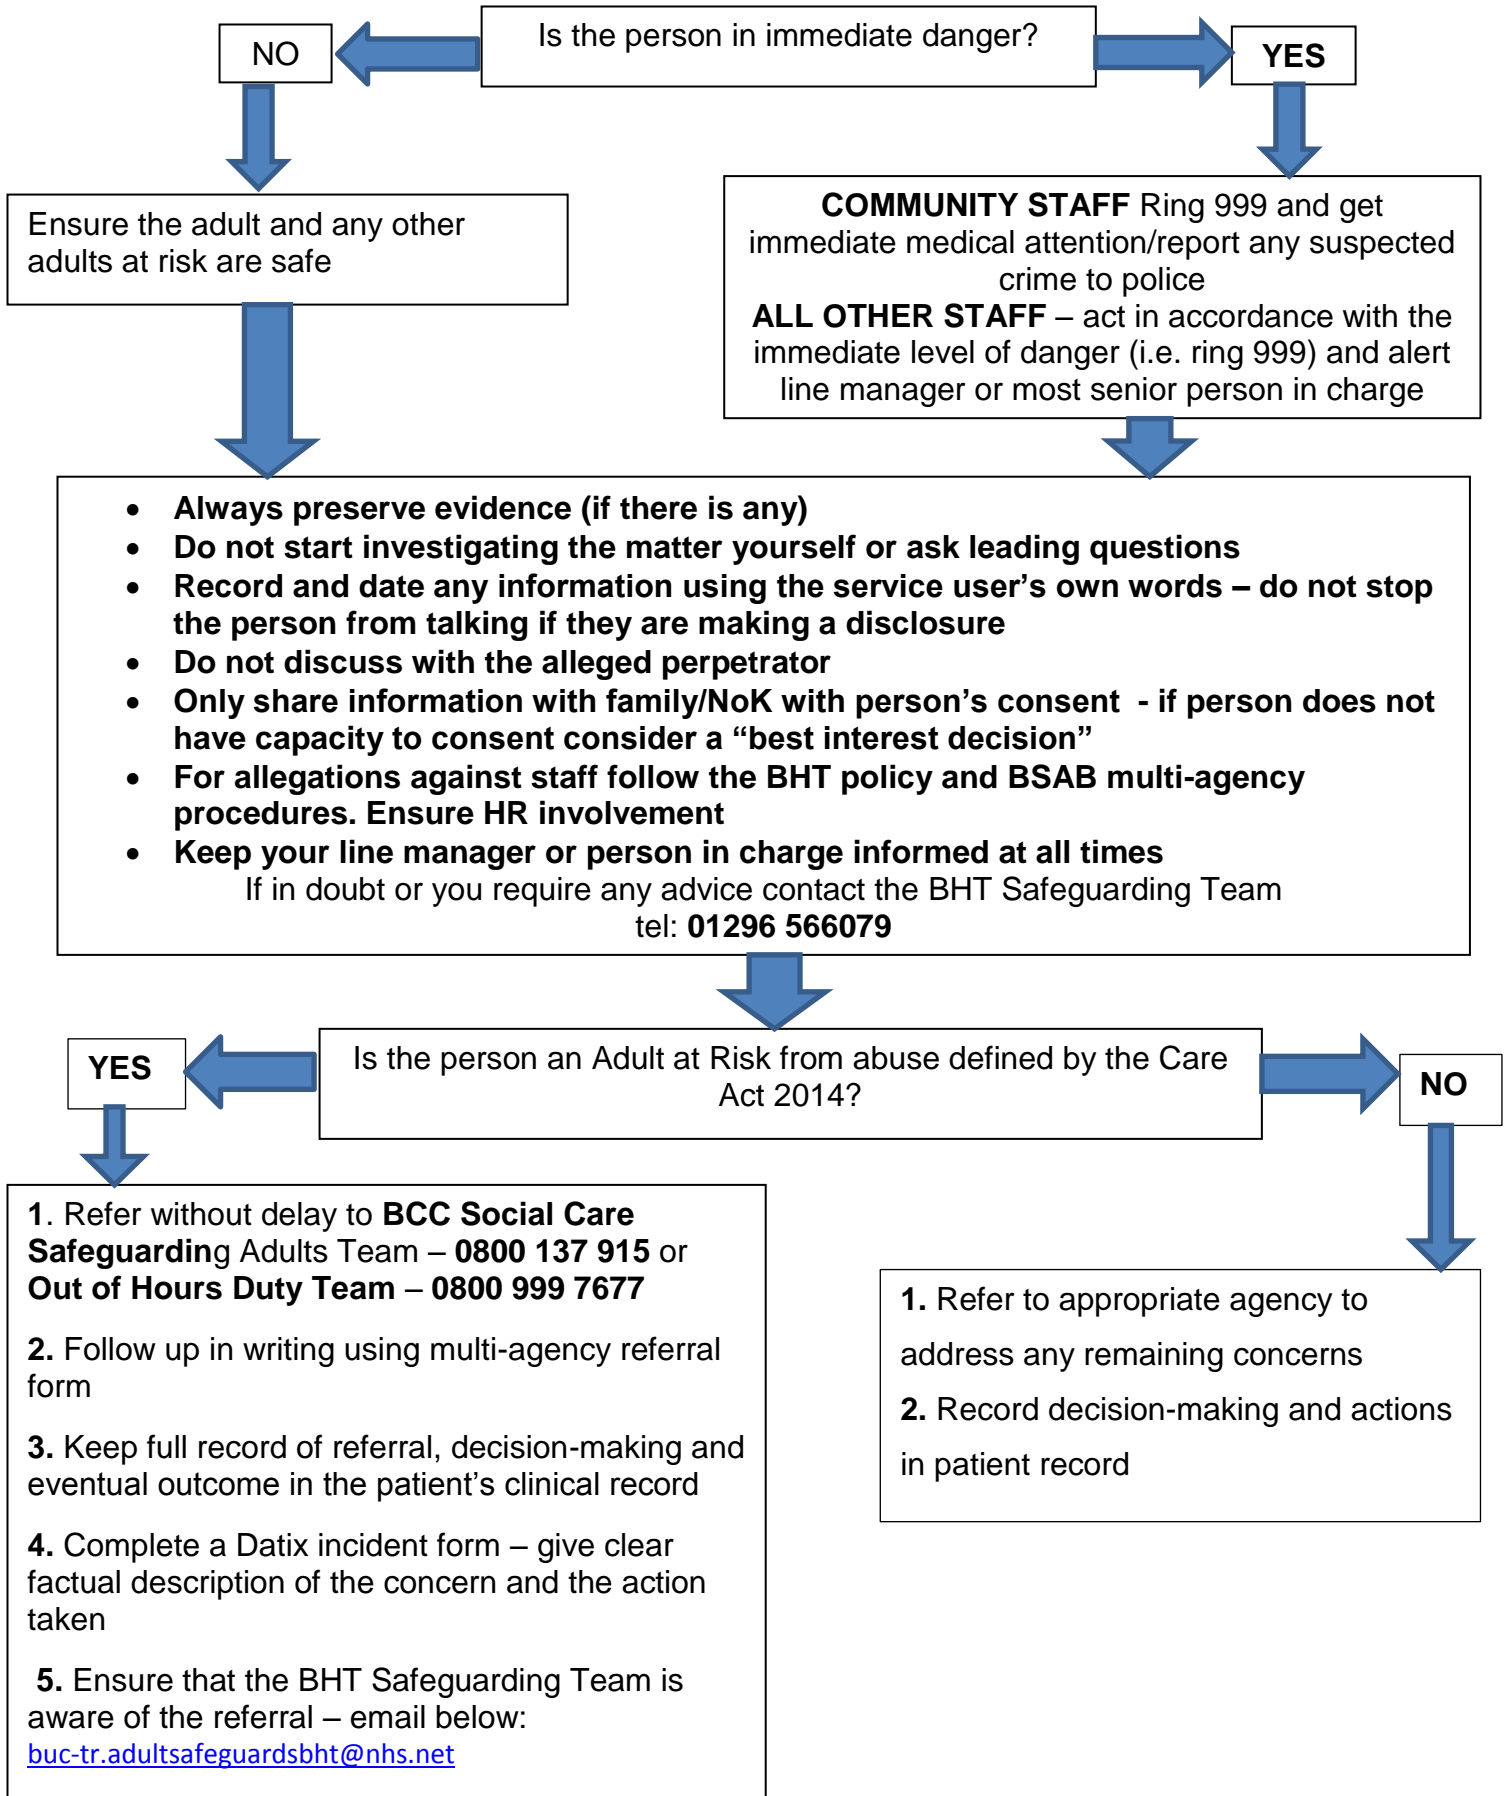 Is the person in immediate danger?
NO
YES
Ensure the adult and any other
adults at risk are safe
COMMUNITY STAFF Ring 999 and get
immediate medical attention/report any suspected
crime to police
ALL OTHER STAFF – act in accordance with the
immediate level of danger (i.e. ring 999) and alert
line manager or most senior person in charge
• Always preserve evidence (if there is any)
• Do not start investigating the matter yourself or ask leading questions
• Record and date any information using the service user’s own words – do not stop
the person from talking if they are making a disclosure
• Do not discuss with the alleged perpetrator
• Only share information with family/NoK with person’s consent - if person does not
have capacity to consent consider a “best interest decision”
• For allegations against staff follow the BHT policy and BSAB multi-agency
procedures. Ensure HR involvement
• Keep your line manager or person in charge informed at all times
If in doubt or you require any advice contact the BHT Safeguarding Team
tel: 01296 566079
Is the person an Adult at Risk from abuse defined by the Care
Act 2014?
YES
NO
1. Refer without delay to BCC Social Care
Safeguarding Adults Team – 0800 137 915 or
Out of Hours Duty Team – 0800 999 7677
2. Follow up in writing using multi-agency referral
form
3. Keep full record of referral, decision-making and
eventual outcome in the patient’s clinical record
4. Complete a Datix incident form – give clear
factual description of the concern and the action
taken
5. Ensure that the BHT Safeguarding Team is
aware of the referral – email below:
buc-tr.adultsafeguardsbht@nhs.net
1. Refer to appropriate agency to
address any remaining concerns
2. Record decision-making and actions
in patient record